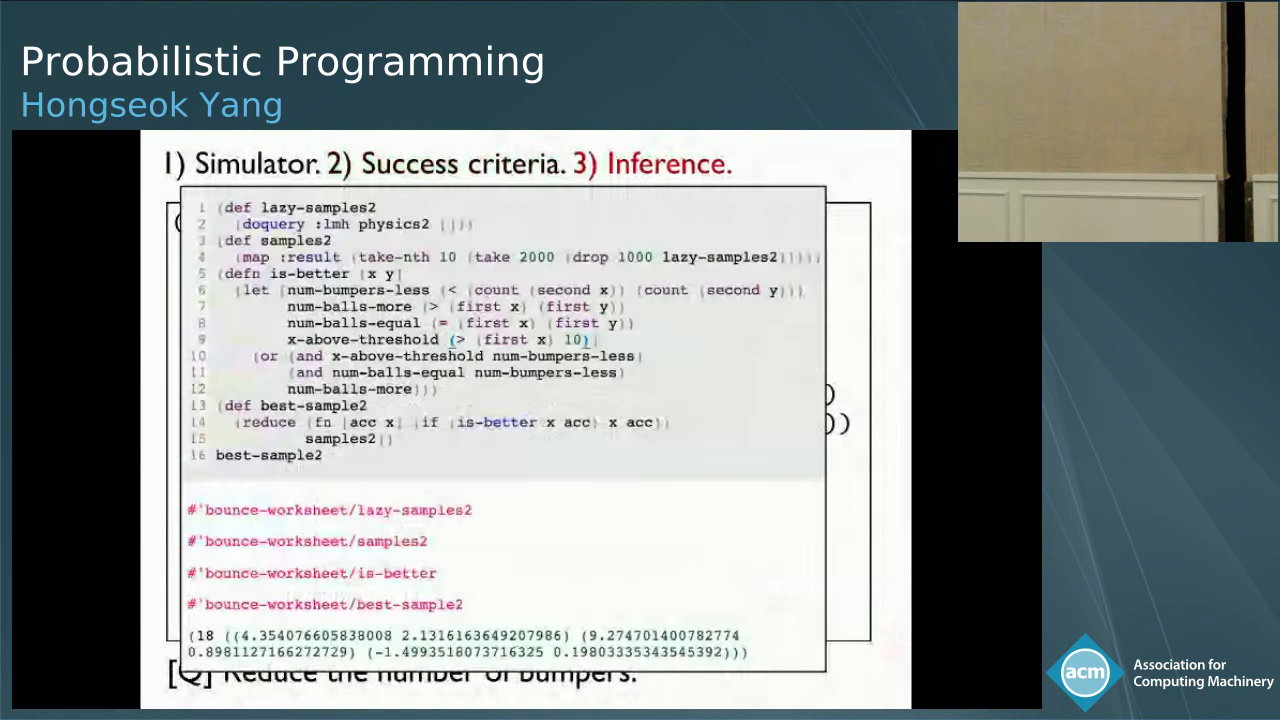 Probabilistic Programming
Hongseok Yang
1) Simulator. 2) Success criteria. 3) Inference.
1 (def lazy-samples2
2 (doquery :lmh physics2 []))
3 (def samples2
4 (map :result (take-nth 10 (take 2000 (drop 1000 lazy-samples2)))))
5 (defn is-better [x y]
6 (let [num-bumpers-less (< (count (second x)) (count (second y)))
7 num-balls-more (> (first x) (first y))
8 num-balls-equal (= (first x) (first y))
9 x-above-threshold (> (first x) 10)]
10 (or (and x-above-threshold num-bumpers-less)
11 (and num-balls-equal num-bumpers-less)
12 num-balls-more)))
13 (def best-sample2
14 (reduce (fn [acc x] (if (is-better x acc) x acc))
15 samples2))
16 best-sample2
#'bounce-worksheet/lazy-samples2
#'bounce-worksheet/samples2
#'bounce-worksheet/is-better
#'bounce-worksheet/best-sample2
(18 ((4.354076605838008 2.1316163649207986) (9.274701400782774
0.8981127166272729) (-1.4993518073716325 0.19803335343545392)))
[Q] Reduce the number of bumpers.
acm
Association for
Computing Machinery